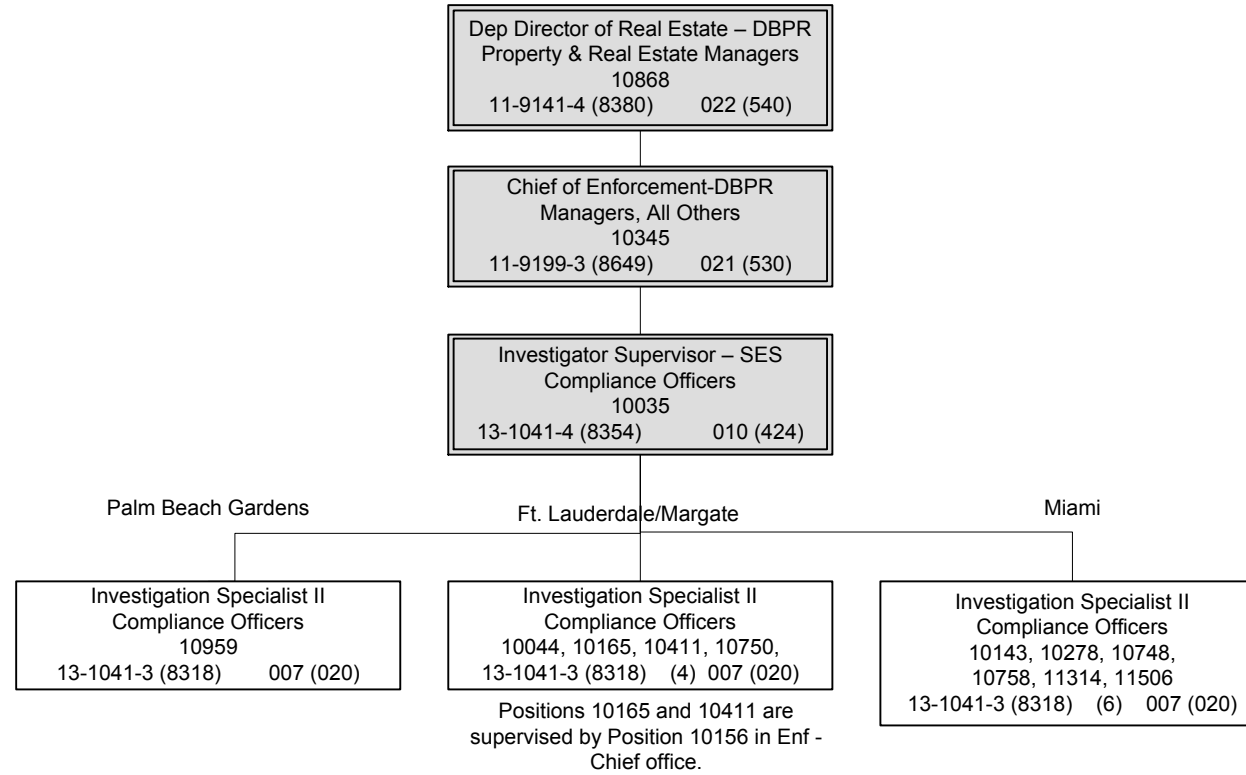 Dep Director of Real Estate – DBPR
Property & Real Estate Managers
10868
11-9141-4 (8380) 022 (540)
Chief of Enforcement-DBPR
Managers, All Others
10345
11-9199-3 (8649) 021 (530)
Investigator Supervisor – SES
Compliance Officers
10035
13-1041-4 (8354) 010 (424)
Palm Beach Gardens
Investigation Specialist II
Compliance Officers
10959
13-1041-3 (8318) 007 (020)
Ft. Lauderdale/Margate
Investigation Specialist II
Compliance Officers
10044, 10165, 10411, 10750,
13-1041-3 (8318) (4) 007 (020)
Positions 10165 and 10411 are
supervised by Position 10156 in Enf -
Chief office.
Miami
Investigation Specialist II
Compliance Officers
10143, 10278, 10748,
10758, 11314, 11506
13-1041-3 (8318) (6) 007 (020)